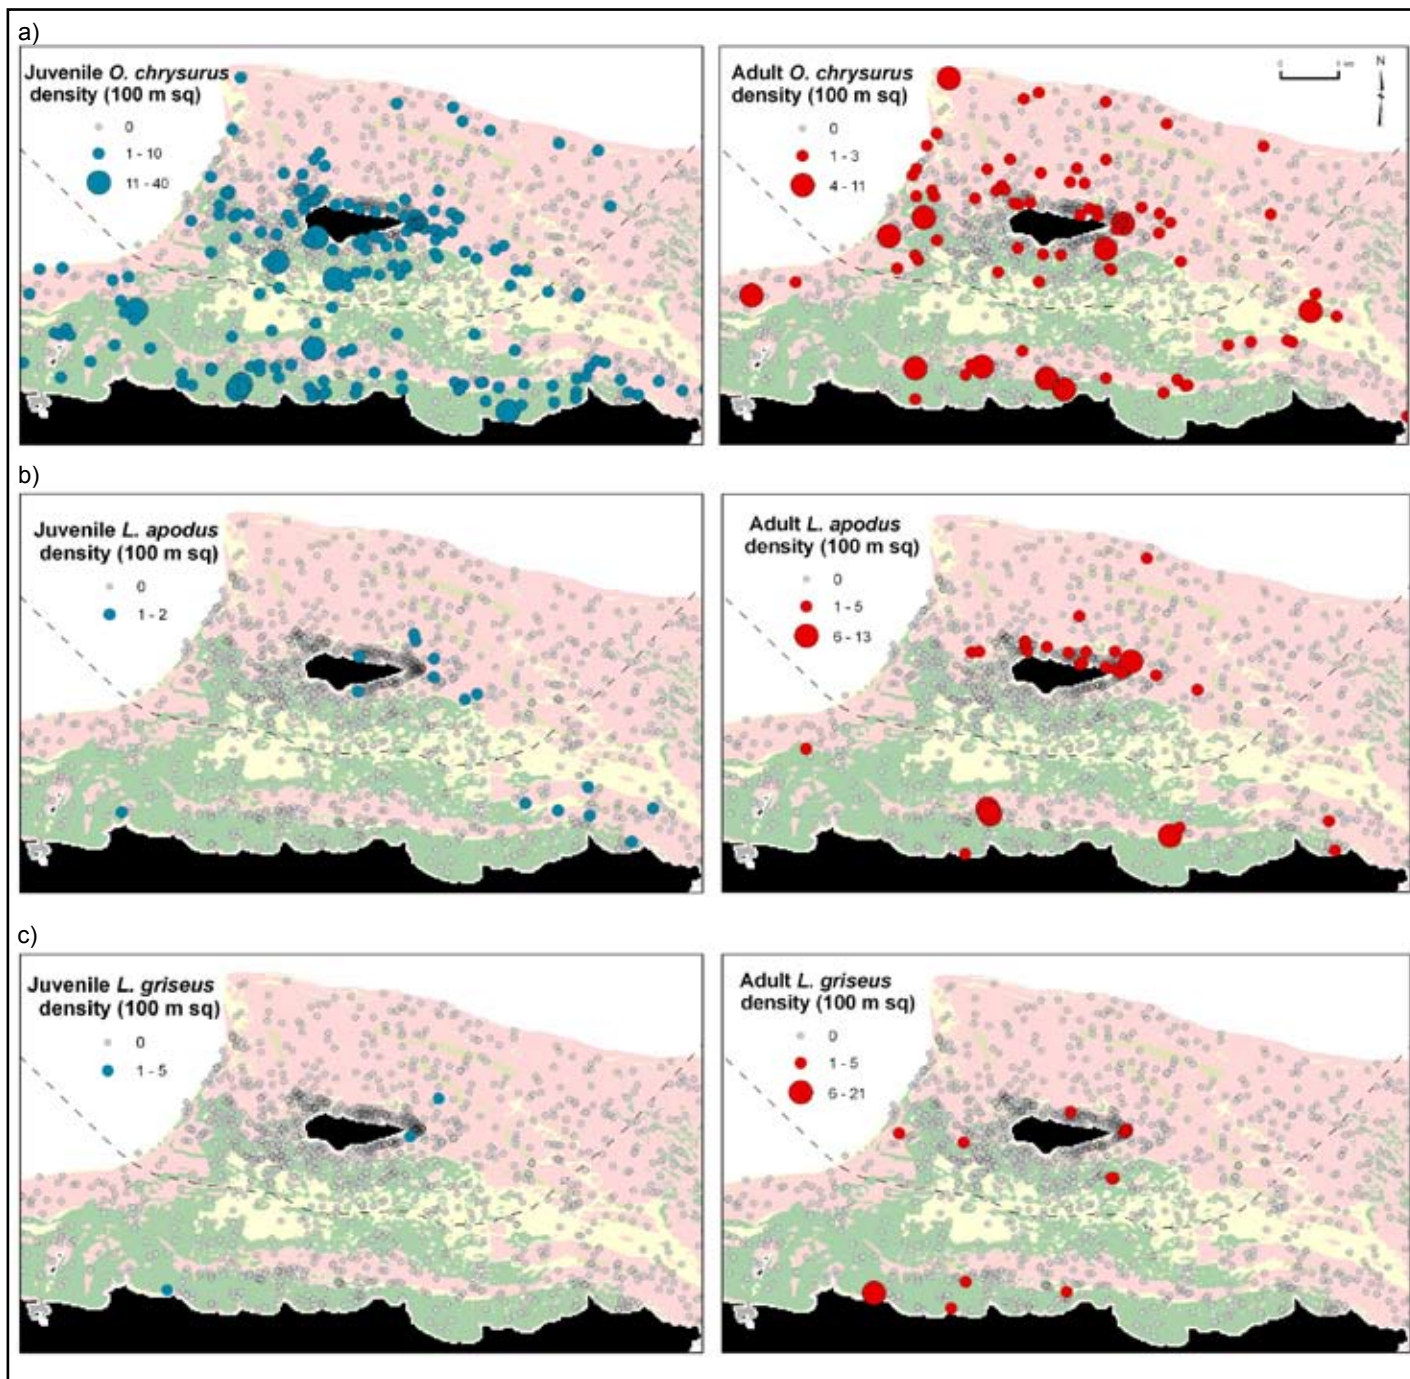 a)
Juvenile O. chrysurus
density (100 m sq)
0
1 - 10
11 - 40
Adult O. chrysurus
density (100 m sq)
0
1 - 3
4 - 11
0
N
b)
Juvenile L. apodus
density (100 m sq)
0
1 - 2
Adult L. apodus
density (100 m sq)
0
1 - 5
6 - 13
c)
Juvenile L. griseus
density (100 m sq)
0
1 - 5
Adult L. griseus
density (100 m sq)
0
1 - 5
6 - 21